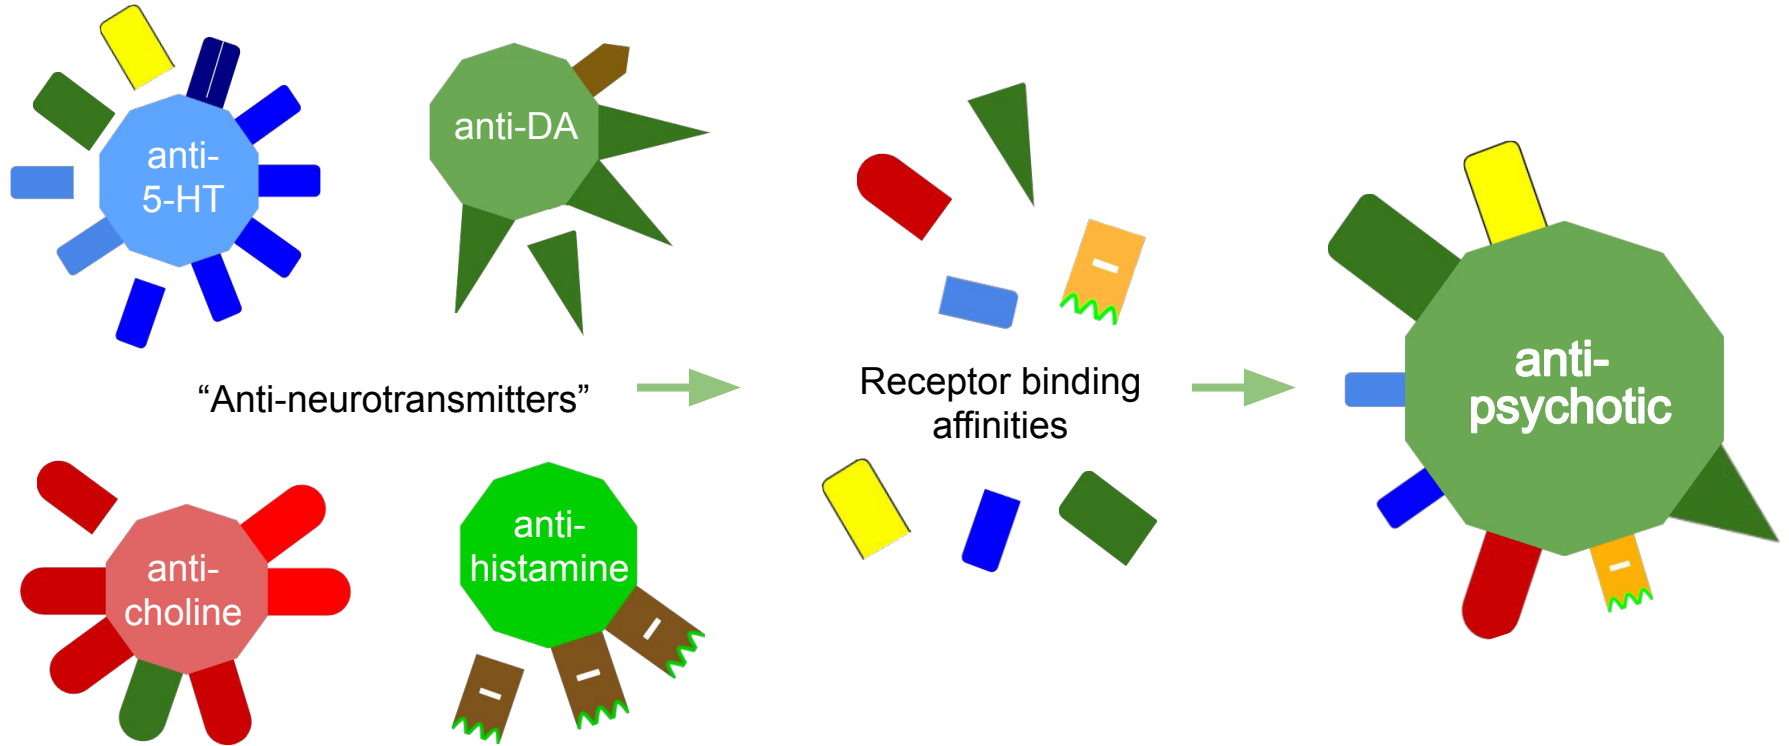 anti-
5-HT
anti-DA
“Anti-neurotransmitters”
anti-
choline
anti-
histamine
Receptor binding
affinities
anti-
psychotic